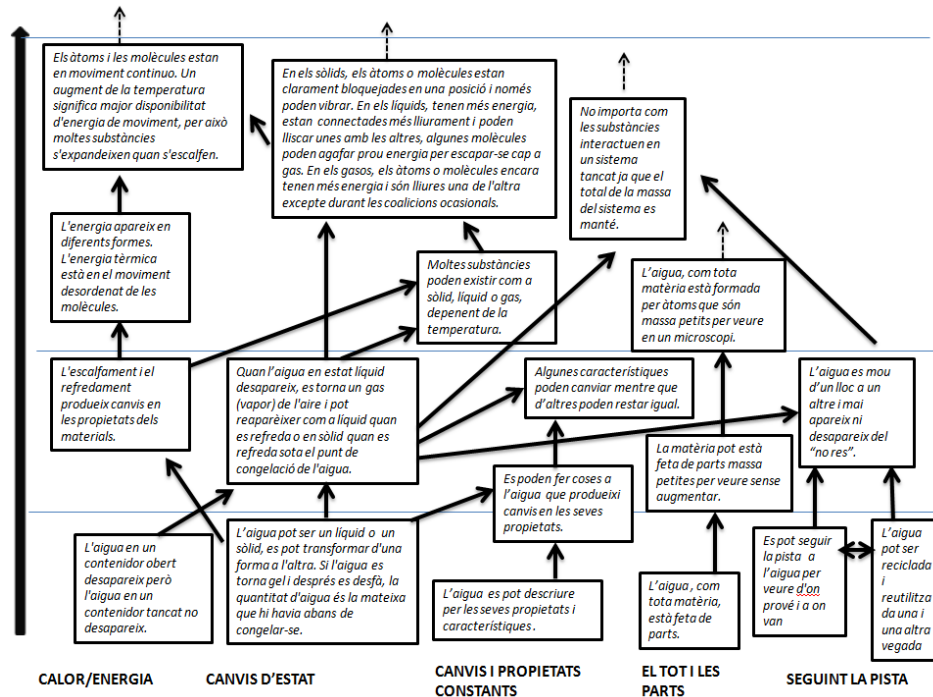 Els àtoms i les molècules estan
en moviment continuo. Un
augment de la temperatura
significa major disponibilitat
d'energia de moviment, per això
moltes substàncies
s'expandeixen quan s'escalfen.
En els sòlids, els àtoms o molècules estan
clarament bloquejades en una posició i només
poden vibrar. En els líquids, tenen més energia,
estan connectades més lliurament i poden
lliscar unes amb les altres, algunes molècules
poden agafar prou energia per escapar-se cap a
gas. En els gasos, els àtoms o molècules encara
tenen més energia i són lliures una de l'altra
excepte durant les coalicions ocasionals.
No importa com
les substàncies
interactuen en
un sistema
tancat ja que el
total de la massa
del sistema es
manté.
L'energia apareix en
diferents formes.
L'energia tèrmica
està en el moviment
desordenat de les
molècules.
Moltes substàncies
poden existir com a
sòlid, líquid o gas,
depenent de la
temperatura.
L'aigua, com tota
matèria està formada
per àtoms que són
massa petits per veure
en un microscopi.
L'escalfament i el
refredament
produeix canvis en
les propietats dels
materials.
Quan l'aigua en estat líquid
desapareix, es torna un gas
(vapor) de l'aire i pot
reaparèixer com a líquid quan
es refreda o en sòlid quan es
refreda sota el punt de
congelació de l'aigua.
Algunes característiques
poden canviar mentre que
d'altres poden restar igual.
L'aigua es mou
d'un lloc a un
altre i mai
apareix ni
desapareix del
"no res".
La matèria pot està
feta de parts massa
petites per veure sense
augmentar.
Es poden fer coses a
l'aigua que produeixi
canvis en les seves
propietats.
L'aigua en un
contenidor obert
desapareix però
l'aigua en un
contenidor tancat no
desapareix.
L'aigua pot ser un líquid o un
sòlid, es pot transformar d'una
forma a l'altra. Si l'aigua es
torna gel i després es desfà, la
quantitat d'aigua és la mateixa
que hi havia abans de
congelar-se.
L'aigua es pot descriure
per les seves propietats i
característiques.
L'aigua, com
tota matèria,
està feta de
parts.
Es pot seguir
la pista a
l'aigua per
veure d'on
prové i a on
van
L'aigua
pot ser
reciclada
i
reutilitza
da una i
una altra
vegada
CALOR/ENERGIA
CANVIS D'ESTAT
CANVIS I PROPIETATS
CONSTANTS
EL TOT I LES
PARTS
SEGUINT LA PISTA